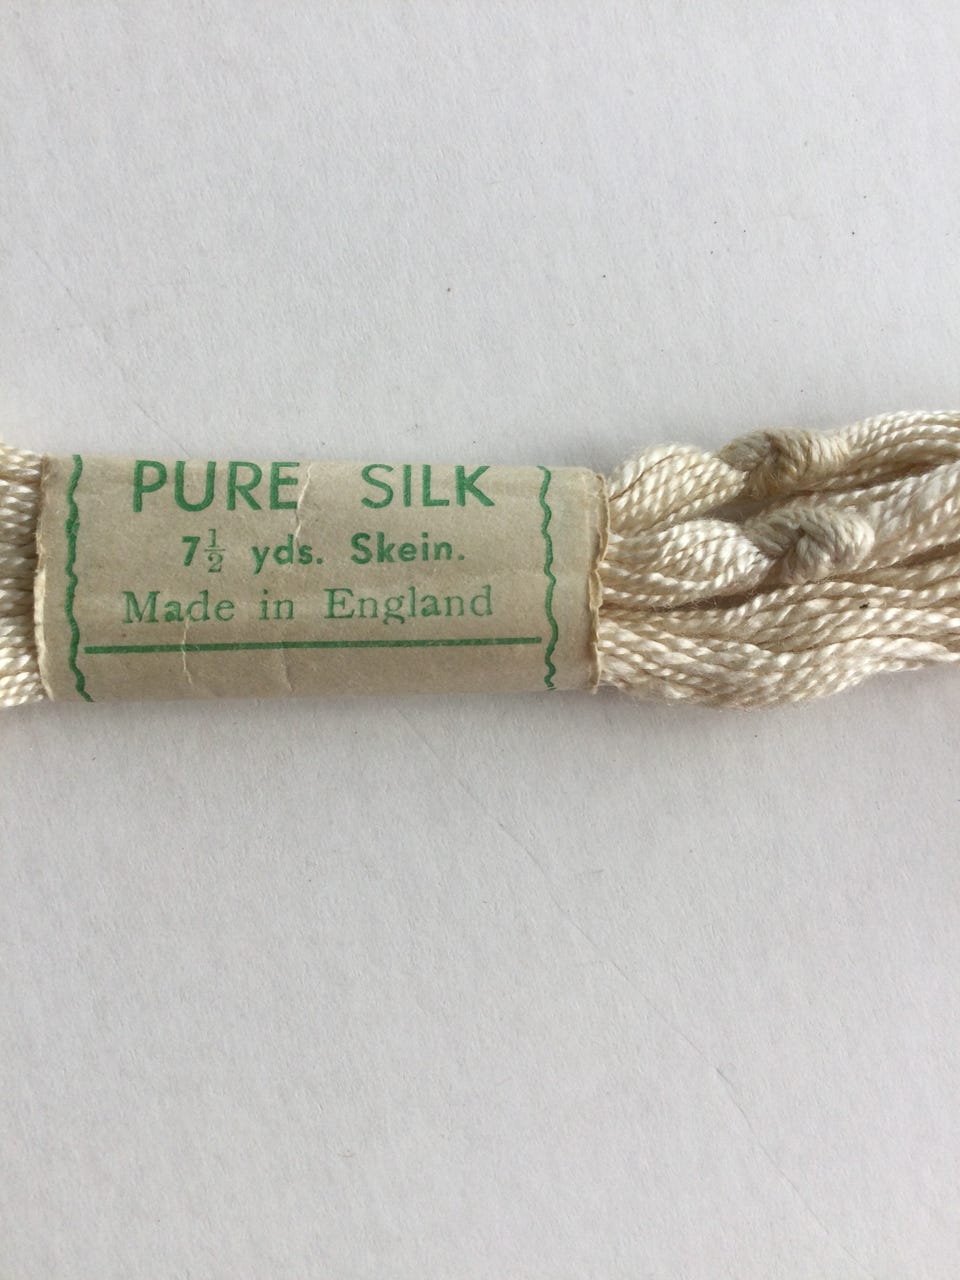 PURE SILK
7½ yds. Skein.
Made in England